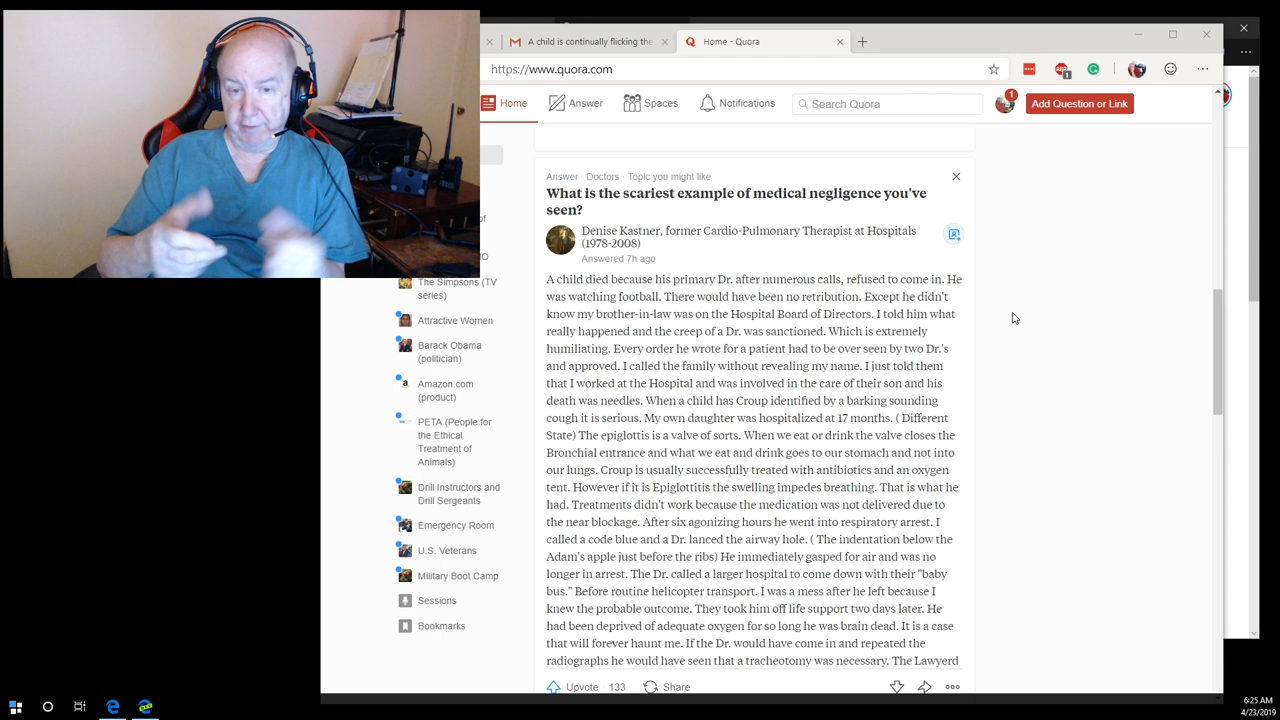 A child is continually flicking the
Home - Quora
https://www.quora.com
1
Home
Answer
Spaces
Notifications
Search Quora
1
Add Question or Link
Answer · Doctors · Topic you might like
What is the scariest example of medical negligence you've
seen?
Denise Kastner, former Cardio-Pulmonary Therapist at Hospitals
(1978-2008)
Answered 7h ago
A child died because his primary Dr. after numerous calls, refused to come in. He
was watching football. There would have been no retribution. Except he didn't
know my brother-in-law was on the Hospital Board of Directors. I told him what
really happened and the creep of a Dr. was sanctioned. Which is extremely
humiliating. Every order he wrote for a patient had to be over seen by two Dr.'s
and approved. I called the family without revealing my name. I just told them
that I worked at the Hospital and was involved in the care of their son and his
death was needles. When a child has Croup identified by a barking sounding
cough it is serious. My own daughter was hospitalized at 17 months. ( Different
State) The epiglottis is a valve of sorts. When we eat or drink the valve closes the
Bronchial entrance and what we eat and drink goes to our stomach and not into
our lungs. Croup is usually successfully treated with antibiotics and an oxygen
tent. However if it is Epiglottitis the swelling impedes breathing. That is what he
had. Treatments didn't work because the medication was not delivered due to
the near blockage. After six agonizing hours he went into respiratory arrest. I
called a code blue and a Dr. lanced the airway hole. ( The indentation below the
Adam's apple just before the ribs) He immediately gasped for air and was no
longer in arrest. The Dr. called a larger hospital to come down with their "baby
bus." Before routine helicopter transport. I was a mess after he left because I
knew the probable outcome. They took him off life support two days later. He
had been deprived of adequate oxygen for so long he was brain dead. It is a case
that will forever haunt me. If the Dr. would have come in and repeated the
radiographs he would have seen that a tracheotomy was necessary. The Lawyerd
Upvote 133
Share
of
IO
The Simpsons (TV
series)
Attractive Women
Barack Obama
(politician)
Amazon.com
(product)
PETA (People for
the Ethical
Treatment of
Animals)
Drill Instructors and
Drill Sergeants
Emergency Room
U.S. Veterans
Military Boot Camp
Sessions
Bookmarks
6:25 AM
4/23/2019